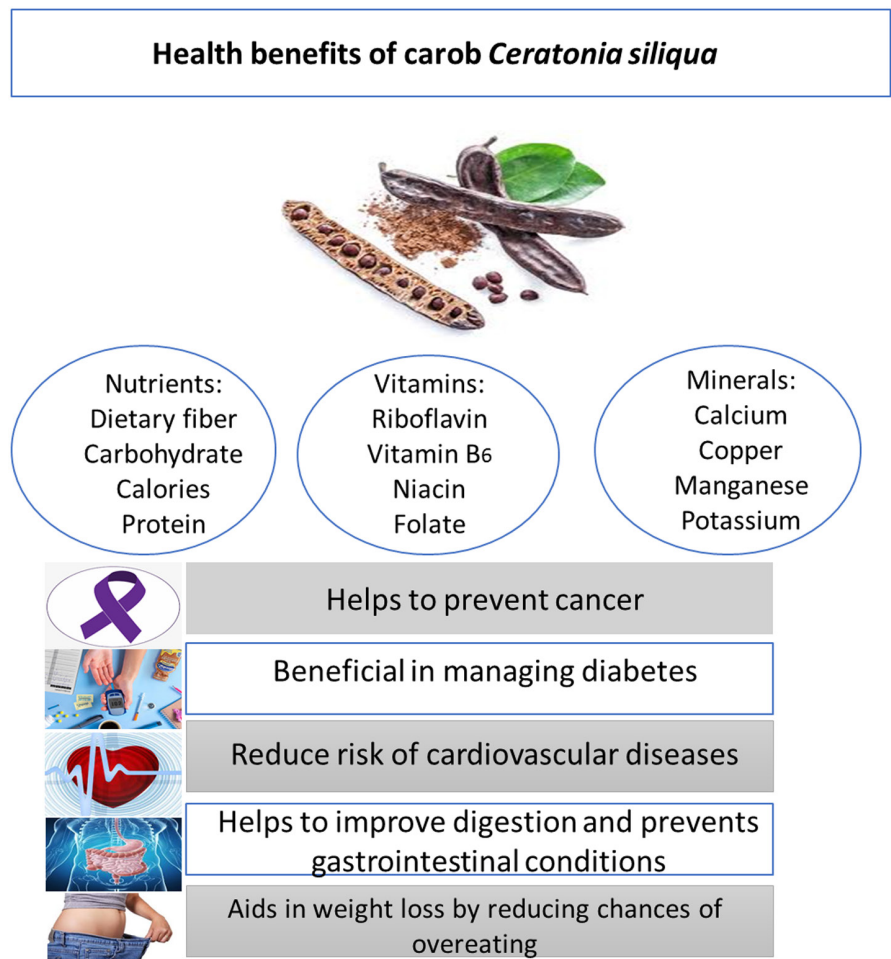 Health benefits of carob Ceratonia siliqua
Nutrients:
Dietary fiber
Carbohydrate
Calories
Protein
Vitamins:
Riboflavin
Vitamin B6
Niacin
Folate
Minerals:
Calcium
Copper
Manganese
Potassium
Helps to prevent cancer
Beneficial in managing diabetes
Reduce risk of cardiovascular diseases
Helps to improve digestion and prevents
gastrointestinal conditions
Aids in weight loss by reducing chances of
overeating